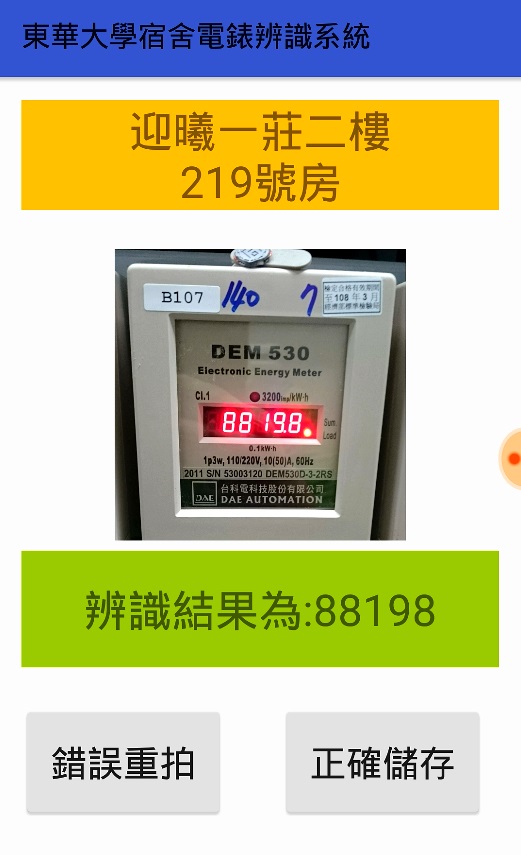 東華大學宿舍電錶辨識系統
迎曦一莊二樓
219號房
B107 140 7
檢定合格有效期間
至 108 年 3 月
經濟部標準檢驗局
DEM 530
Electronic Energy Meter
Cl.1 3200imp/kW·h
8819.8 Sum
Load
0.1kW·h
1p3w, 110/220V, 10(50)A, 60Hz
2011 S/N 53003120 DEM530D-3-2RS
台科電科技股份有限公司
DAE DAE AUTOMATION
辨識結果為:88198
錯誤重拍 正確儲存